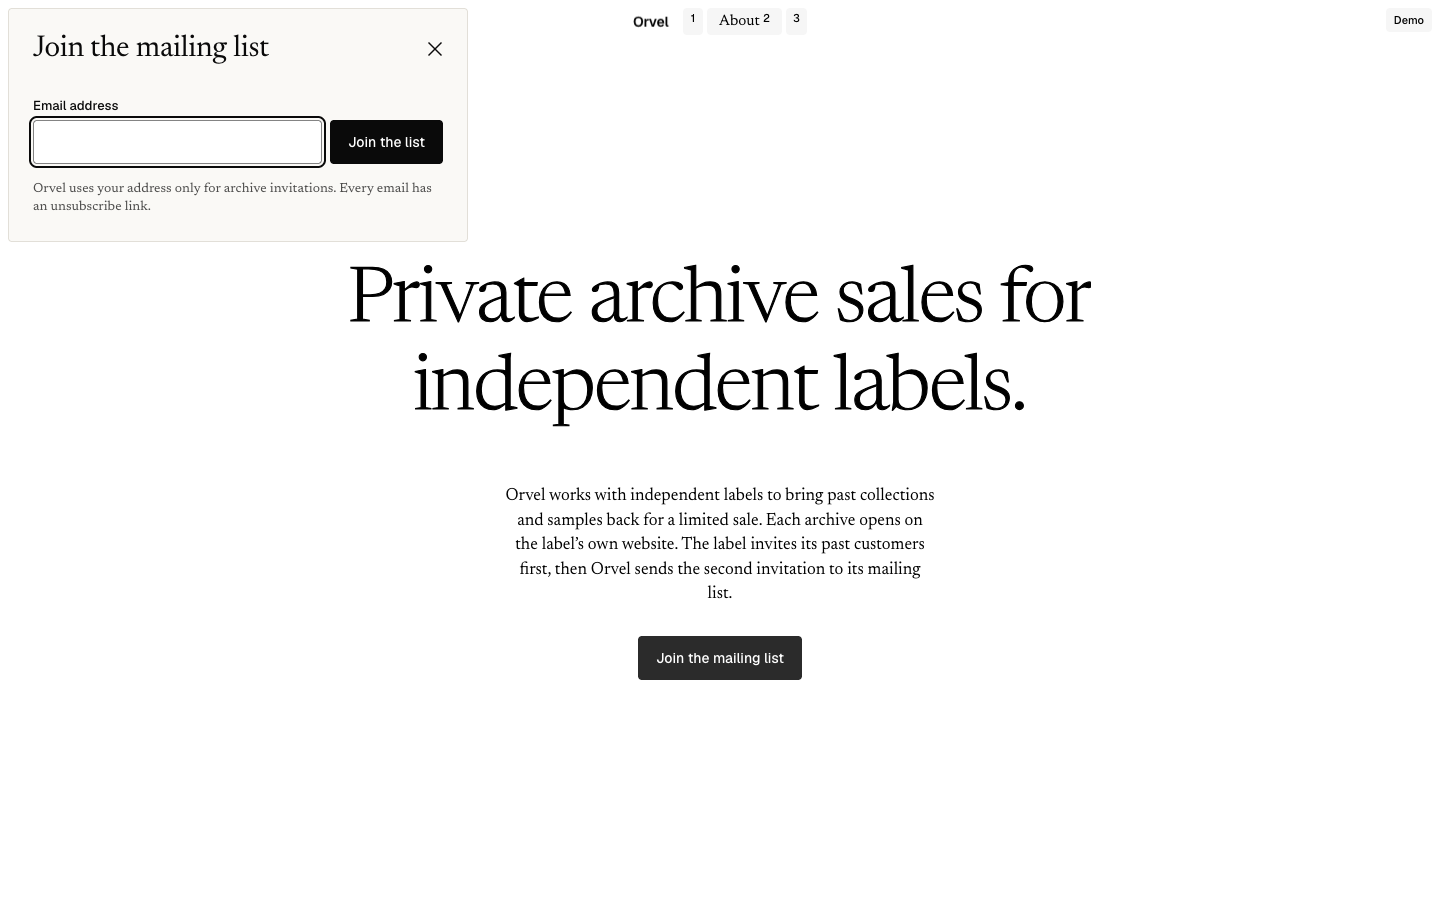 Join the mailing list
Email address
Join the list
Orvel uses your address only for archive invitations. Every email has
an unsubscribe link.
Orvel 1 About 2 3
Demo
Private archive sales for
independent labels.
Orvel works with independent labels to bring past collections
and samples back for a limited sale. Each archive opens on
the label’s own website. The label invites its past customers
first, then Orvel sends the second invitation to its mailing
list.
Join the mailing list